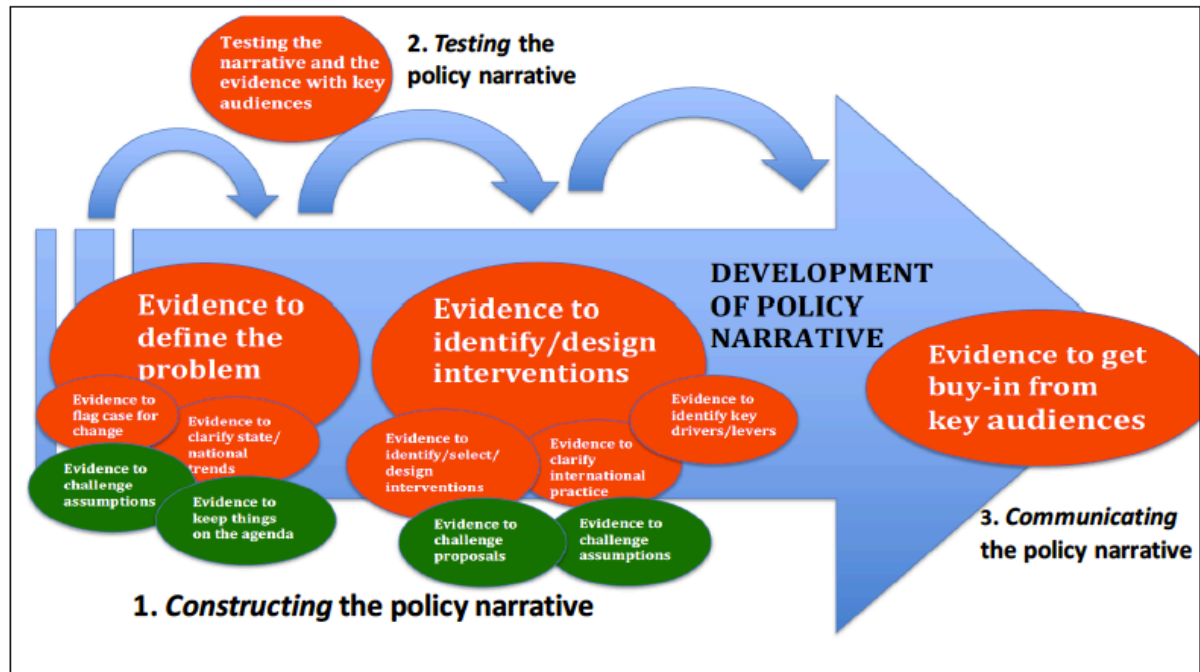 Testing the
narrative and the
evidence with key
audiences
2. Testing the
policy narrative
DEVELOPMENT
OF POLICY
NARRATIVE
Evidence to
define the
problem
Evidence to
flag case for
change
Evidence to
clarify state/
national
trends
Evidence to
challenge
assumptions
Evidence to
keep things
on the agenda
Evidence to
identify/design
interventions
Evidence to
identify/select/
design
interventions
Evidence to
clarify
international
practice
Evidence to
identify key
drivers/levers
Evidence to
challenge
proposals
Evidence to
challenge
assumptions
Evidence to get
buy-in from
key audiences
1. Constructing the policy narrative
3. Communicating
the policy narrative